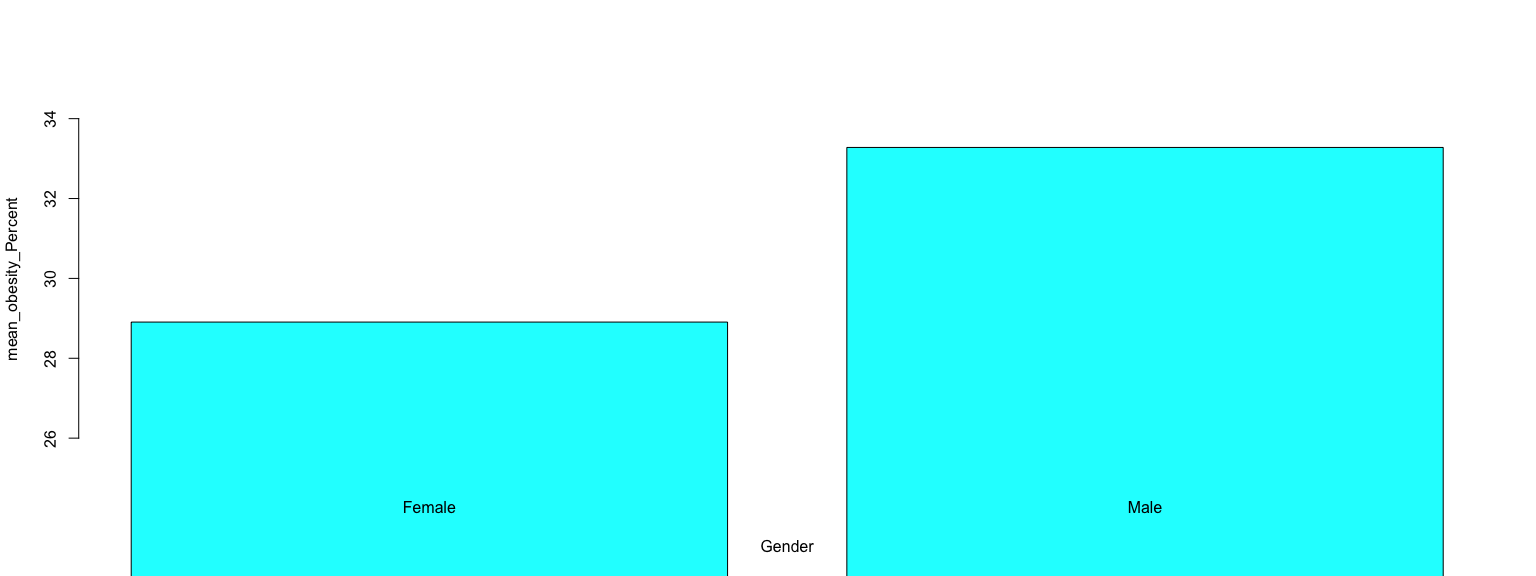 mean_obesity_Percent
34
32
30
28
26
Female
Male
Gender